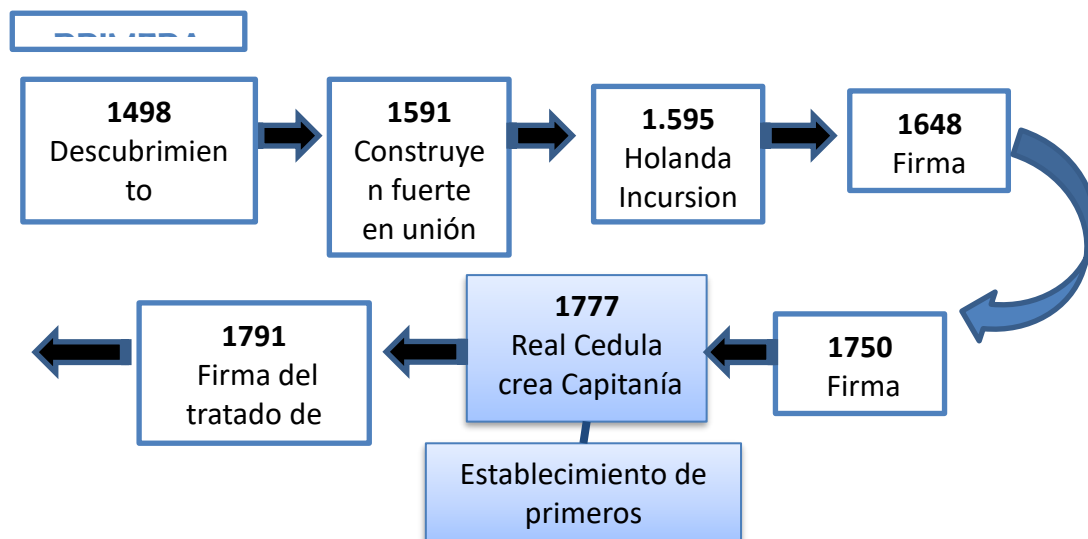 1498
Descubrimien
to
1591
Construye
n fuerte
en unión
1.595
Holanda
Incursion
1648
Firma
1750
Firma
1777
Real Cedula
crea Capitanía
1791
Firma del
tratado de
Establecimiento de
primeros